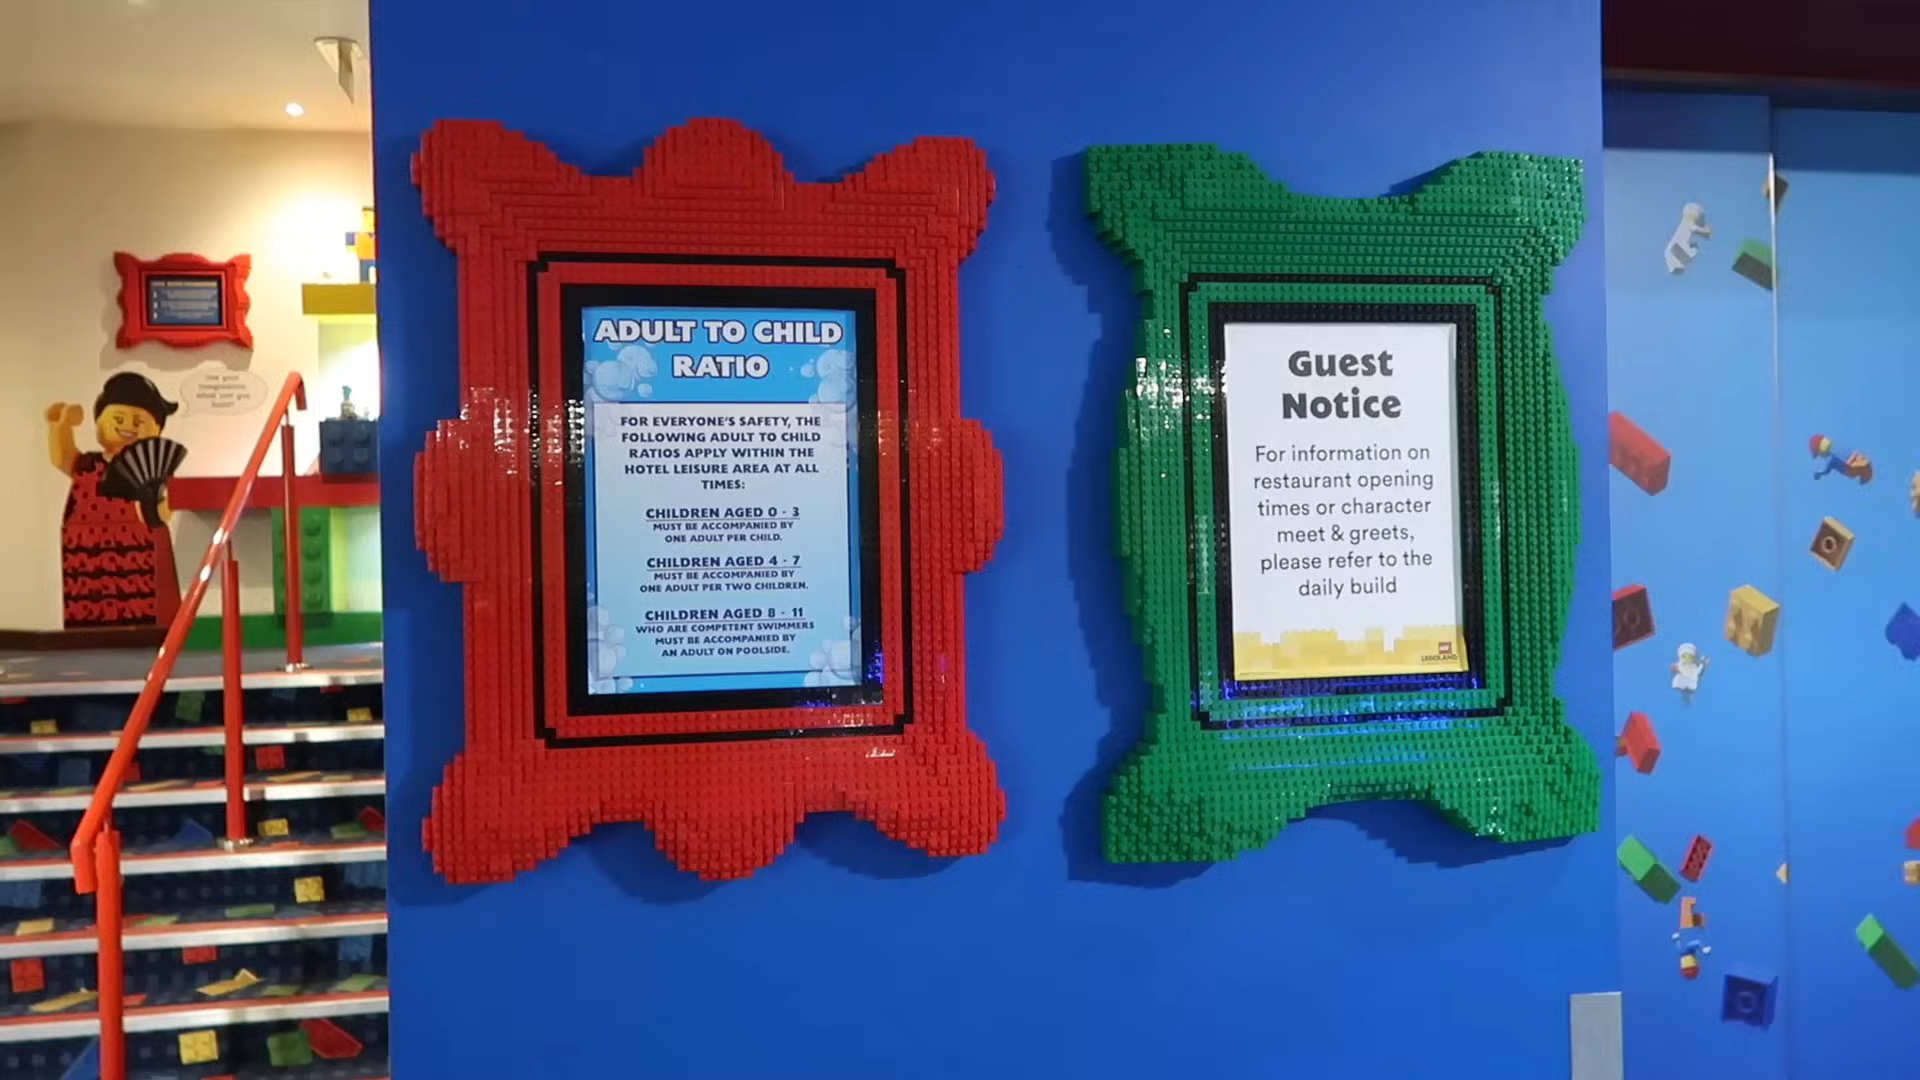 ADULT TO CHILD
RATIO
FOR EVERYONE'S SAFETY, THE
FOLLOWING ADULT TO CHILD
RATIOS APPLY WITHIN THE
HOTEL LEISURE AREA AT ALL
TIMES:
CHILDREN AGED 0 - 3
MUST BE ACCOMPANIED BY
ONE ADULT PER CHILD.
CHILDREN AGED 4 - 7
MUST BE ACCOMPANIED BY
ONE ADULT PER TWO CHILDREN.
CHILDREN AGED 8 - 11
WHO ARE COMPETENT SWIMMERS
MUST BE ACCOMPANIED BY
AN ADULT ON POOLSIDE.
Guest
Notice
For information on
restaurant opening
times or character
meet & greets,
please refer to the
daily build
LEGOLAND